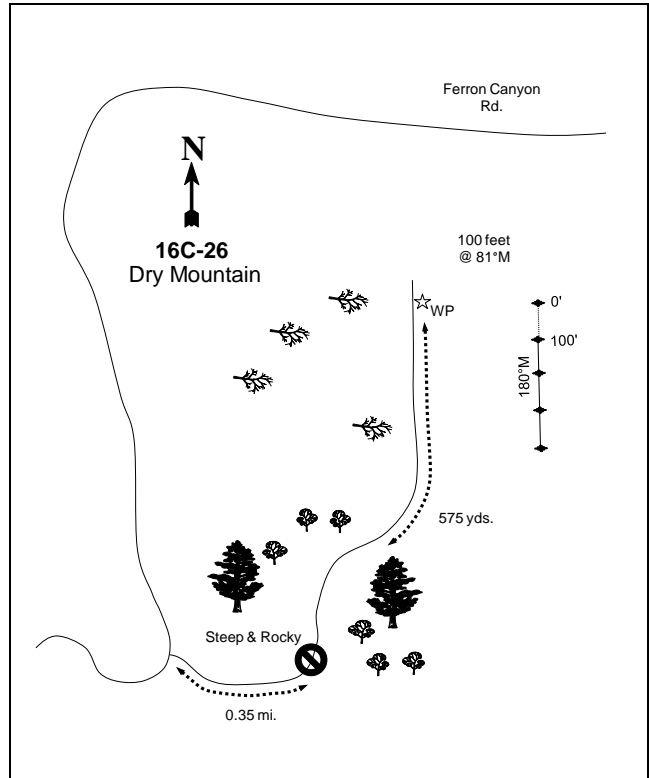 Ferron Canyon
Rd.
N
16C-26
Dry Mountain
100 feet
@ 81°M
WP
0'
100'
180°M
575 yds.
Steep & Rocky
0.35 mi.